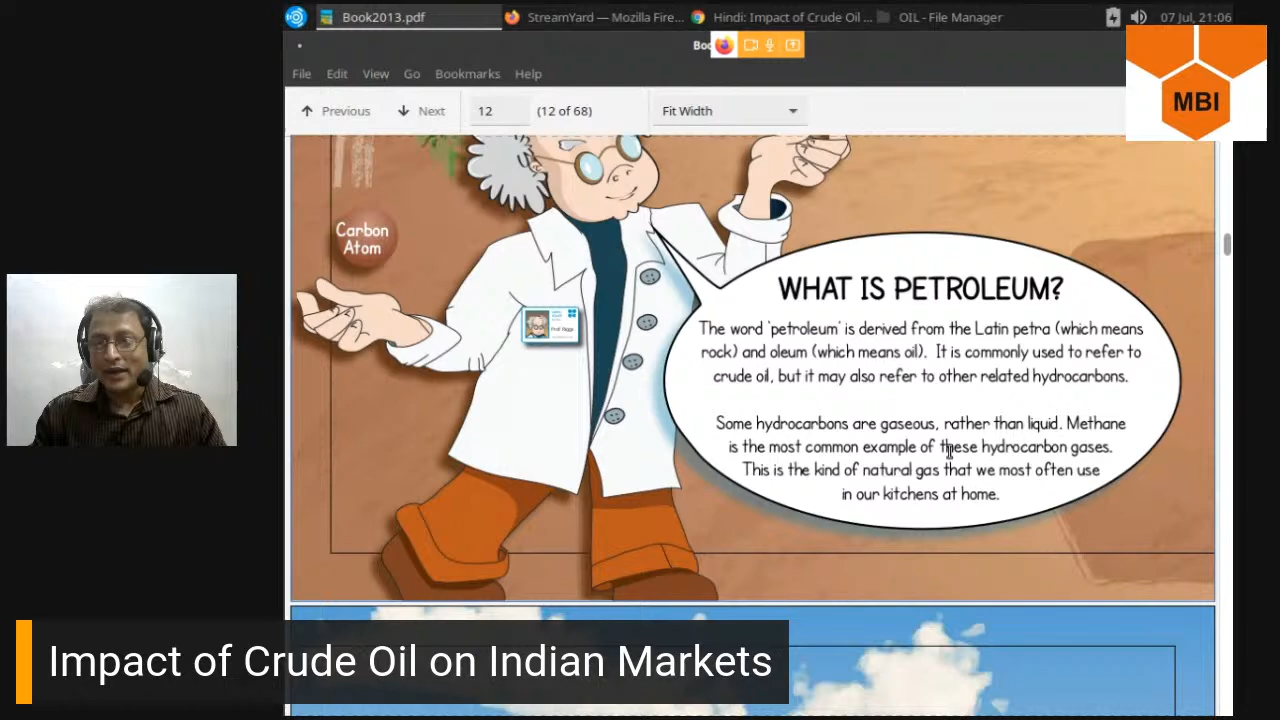 Book2013.pdf
StreamYard — Mozilla Fire...
Hindi: Impact of Crude Oil ...
OIL - File Manager
07 Jul, 21:06
Boo
File Edit View Go Bookmarks Help
MBI
Previous
Next
12
(12 of 68)
Fit Width
Carbon
Atom
WHAT IS PETROLEUM?
The word 'petroleum' is derived from the Latin petra (which means
rock) and oleum (which means oil). It is commonly used to refer to
crude oil, but it may also refer to other related hydrocarbons.
Some hydrocarbons are gaseous, rather than liquid. Methane
is the most common example of these hydrocarbon gases.
This is the kind of natural gas that we most often use
in our kitchens at home.
Impact of Crude Oil on Indian Markets